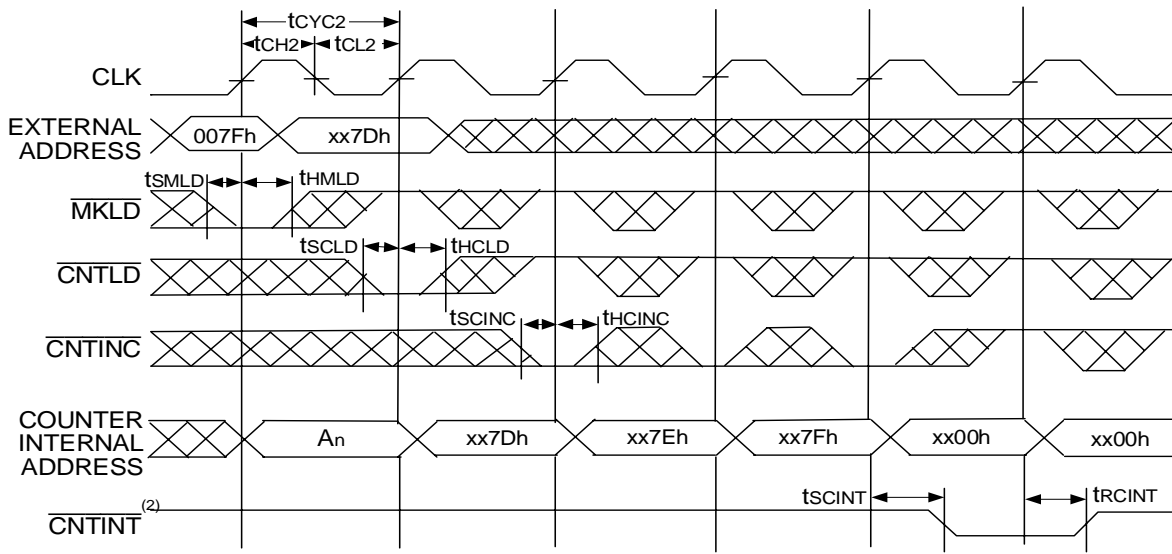 tCYC2
tCH2 tCL2
CLK
EXTERNAL
ADDRESS
007Fh xx7Dh
tSMLD tHMLD
MKLD
tSCLD tHCLD
CNTLD
tSCINC tHCINC
CNTINC
COUNTER
INTERNAL
ADDRESS
An xx7Dh xx7Eh xx7Fh xx00h xx00h
tSCINT tRCINT
CNTINT(2)